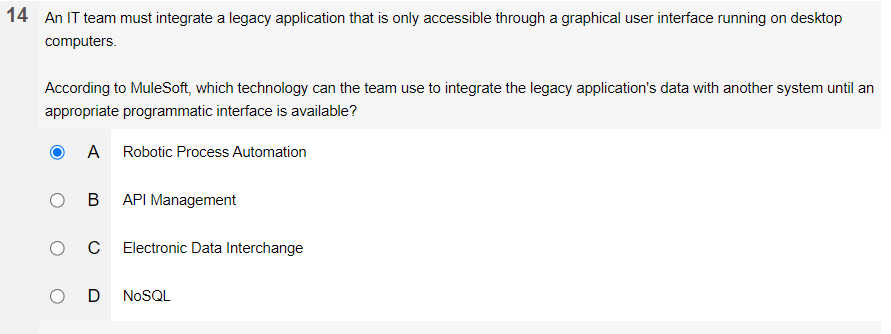 14 An IT team must integrate a legacy application that is only accessible through a graphical user interface running on desktop
computers.
According to MuleSoft, which technology can the team use to integrate the legacy application's data with another system until an
appropriate programmatic interface is available?
A Robotic Process Automation
B API Management
C Electronic Data Interchange
D NoSQL